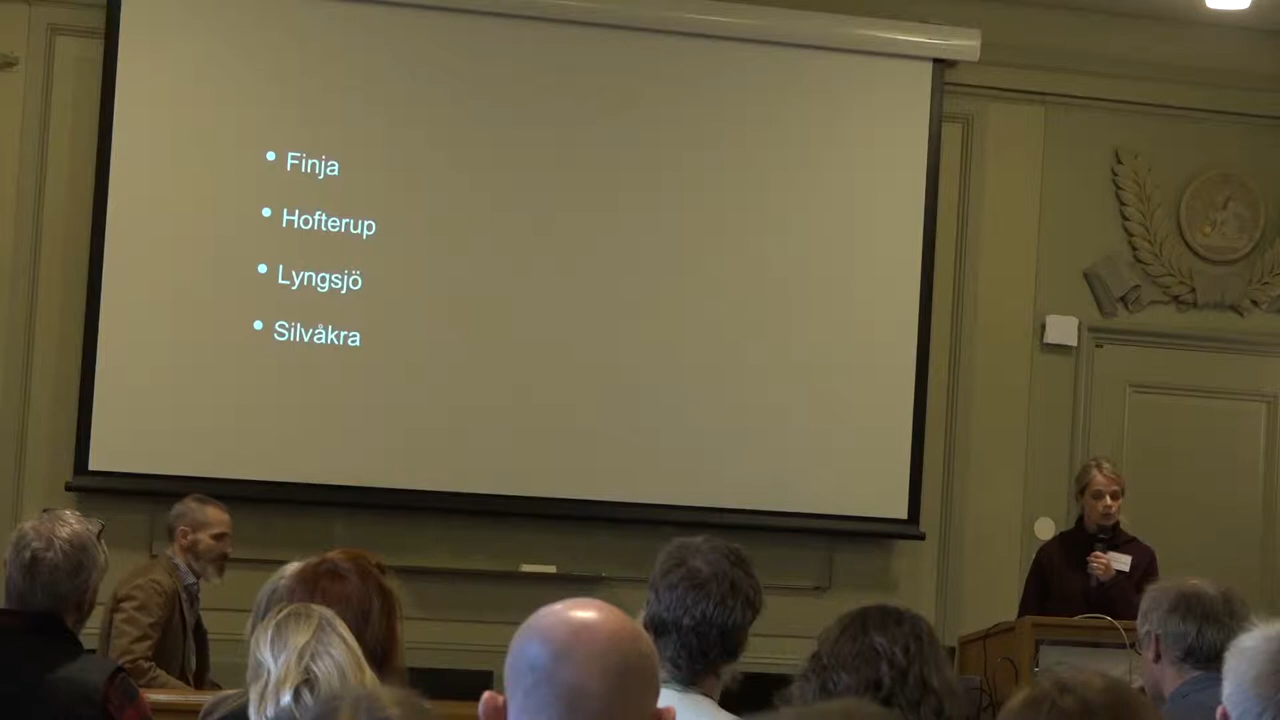 • Finja
• Hofterup
• Lyngsjö
• Silvåkra